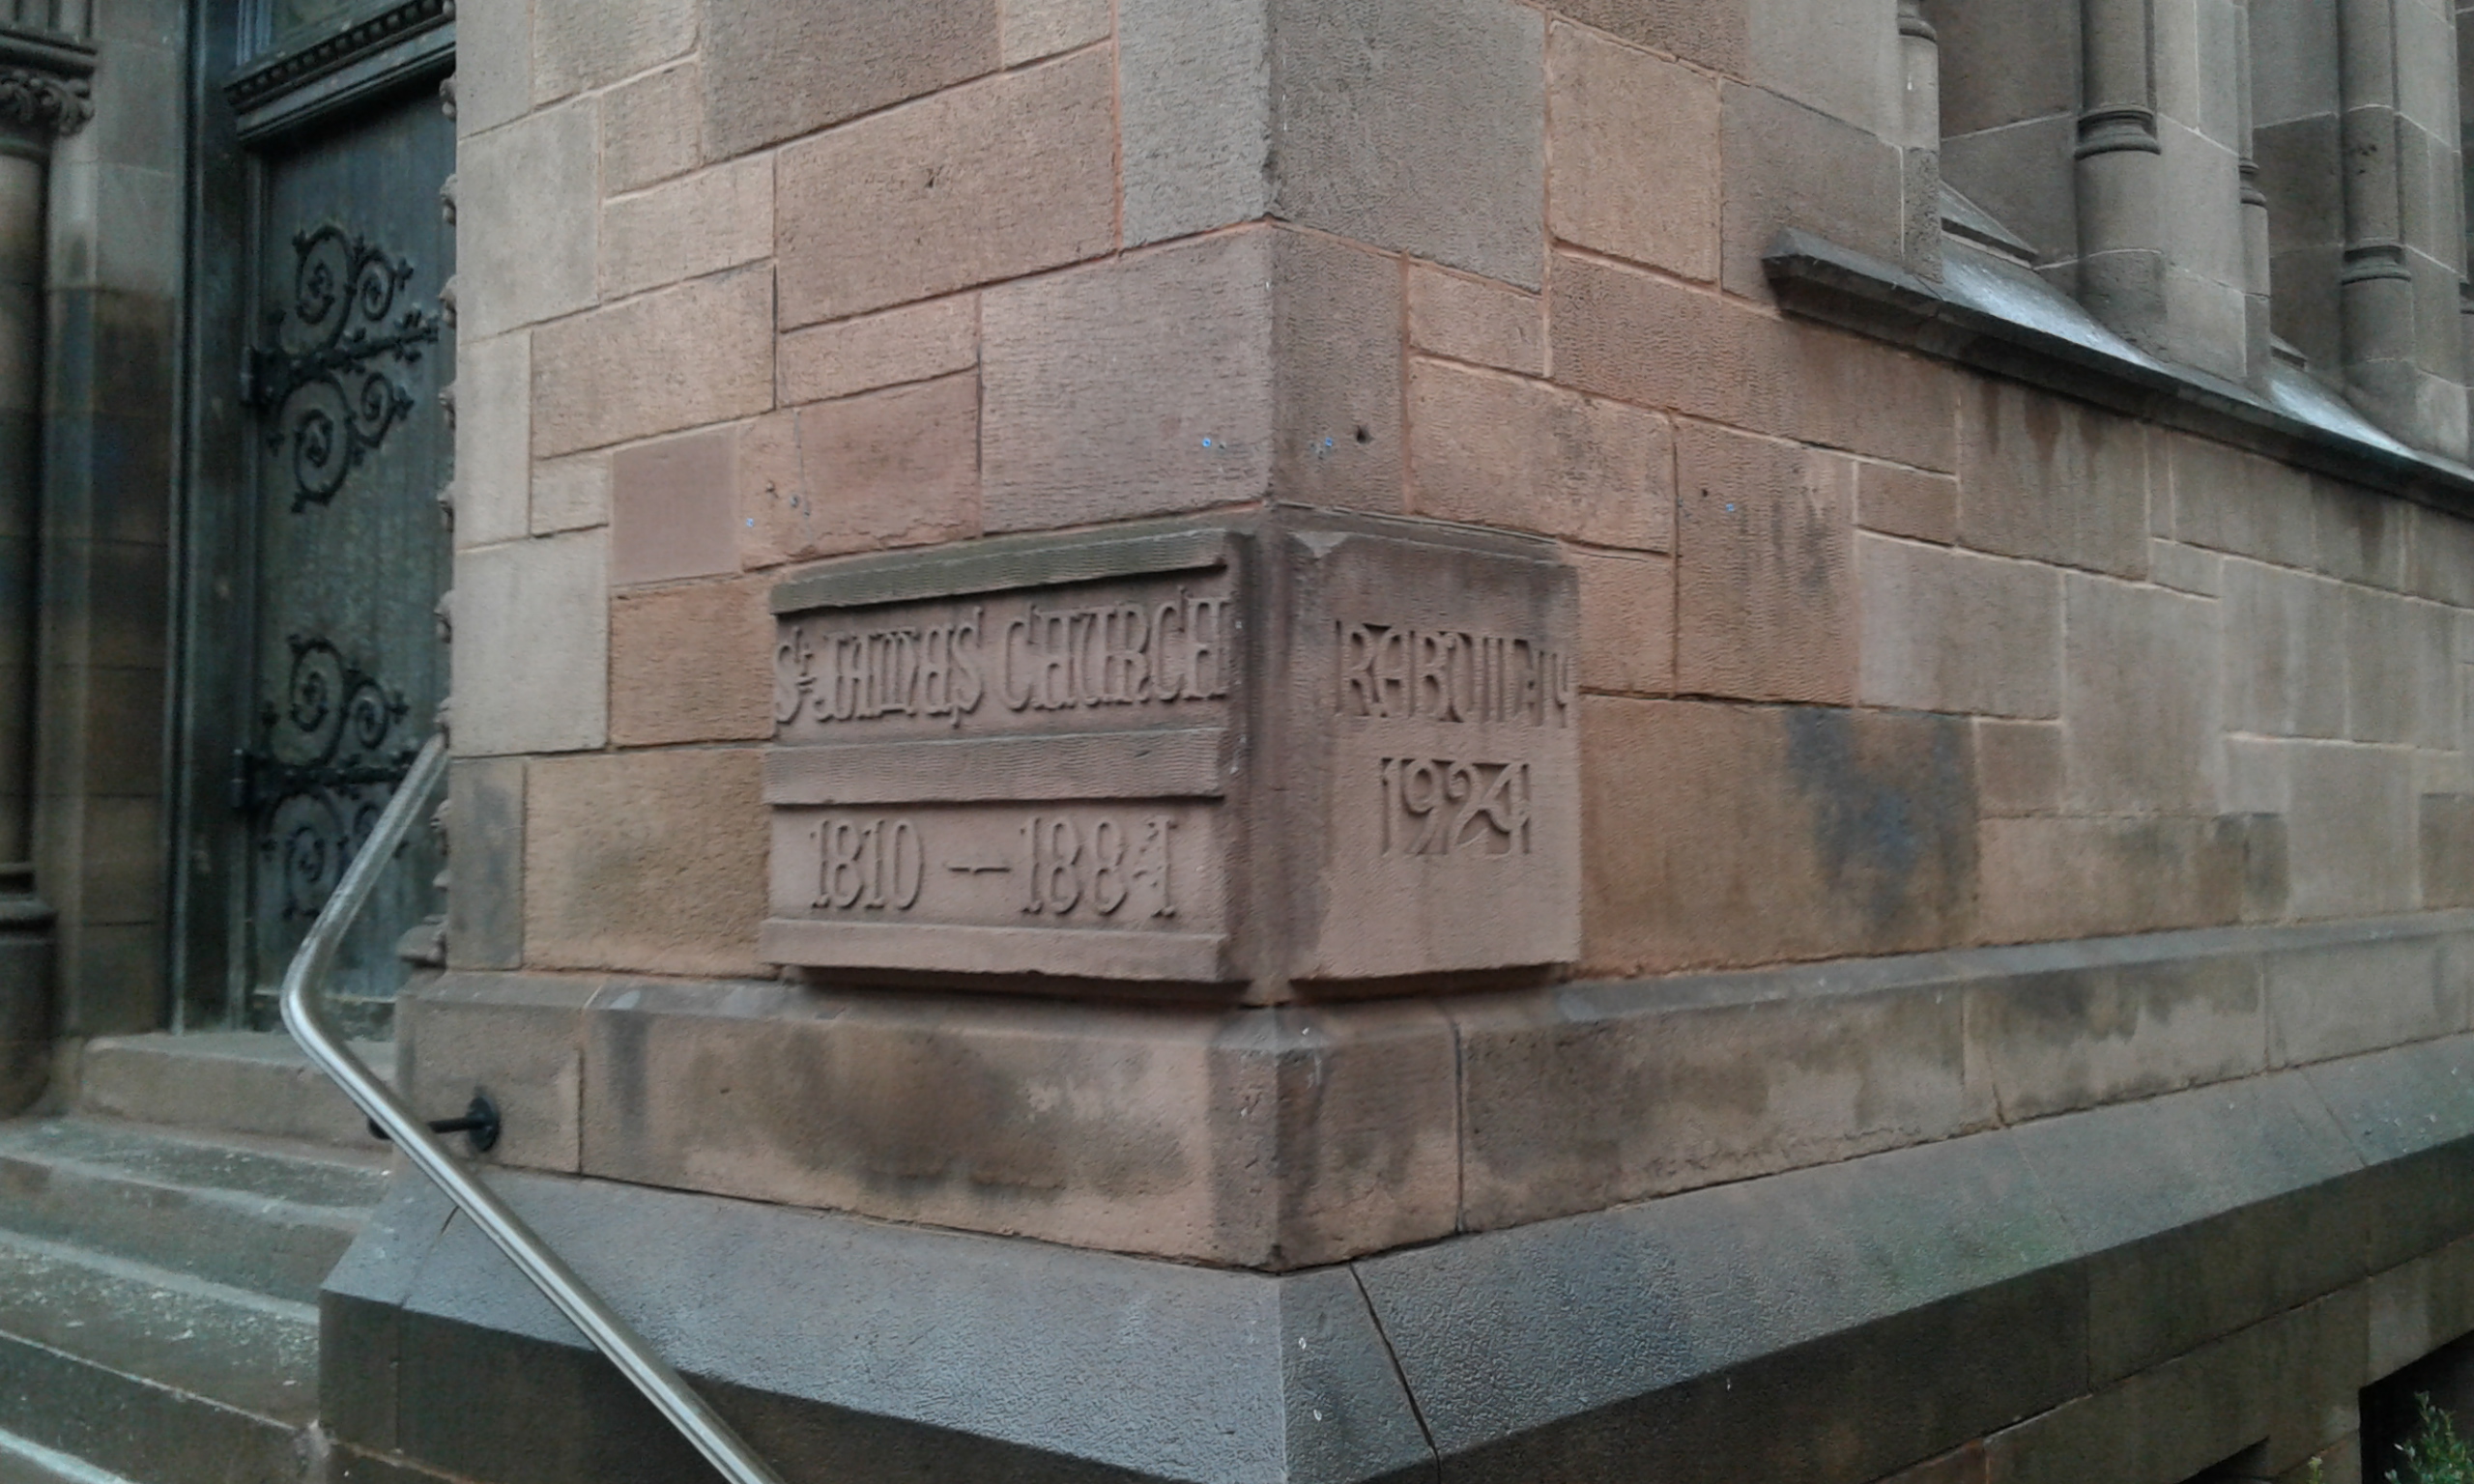 St. JAMES CHURCH
1810 — 1884
REBUILT
1924